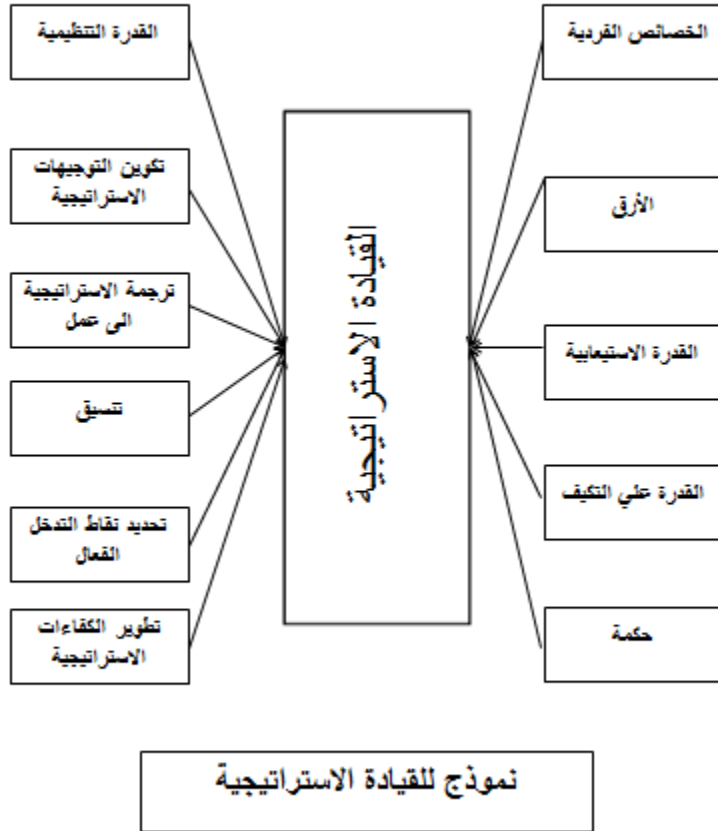 الخصائص الفردية
القدرة التنظيمية
الأرق
تكوين التوجيهات
الاستراتيجية
القيادة الاستراتيجية
القدرة الاستيعابية
ترجمة الاستراتيجية
الى عمل
تنسيق
القدرة علي التكيف
تحديد نقاط التدخل
الفعال
حكمة
تطوير الكفاءات
الاستراتيجية
نموذج للقيادة الاستراتيجية